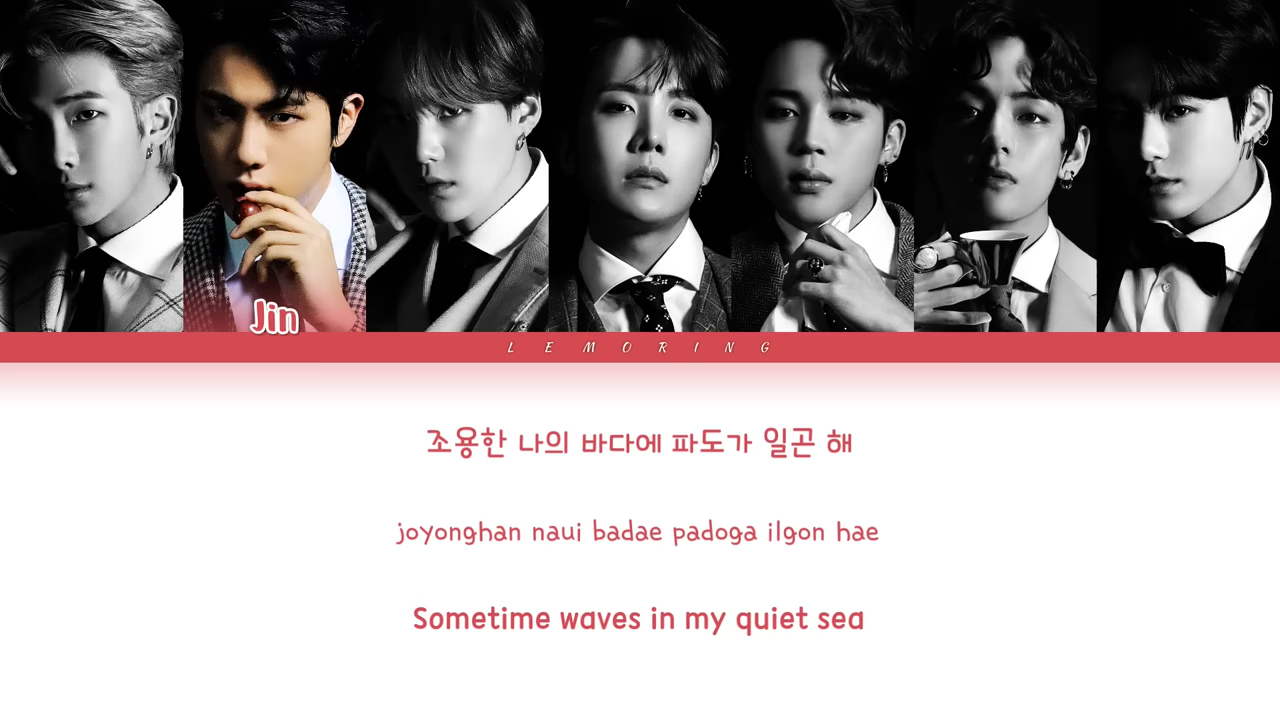 Jin
LEMORING
조용한 나의 바다에 파도가 일곤 해
joyonghan naui badae padoga ilgon hae
Sometime waves in my quiet sea